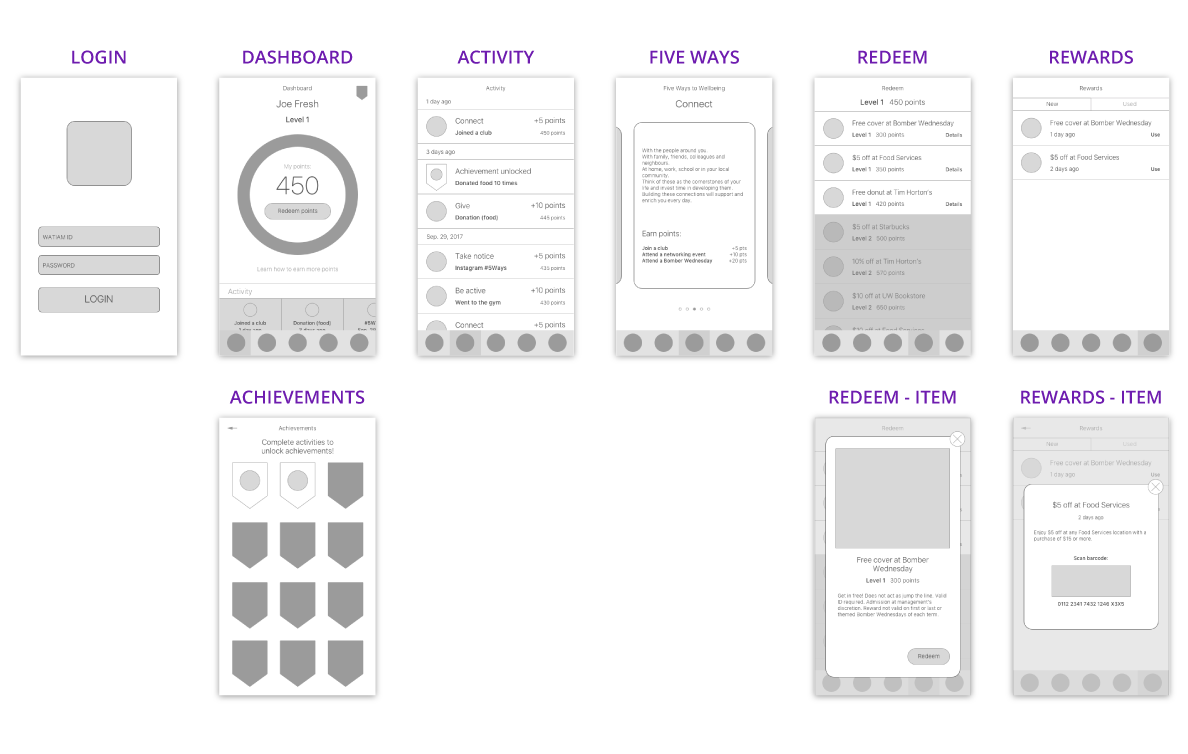 LOGIN
WATIAM ID
PASSWORD
LOGIN
DASHBOARD
Dashboard
Joe Fresh
Level 1
My points:
450
Redeem points
Learn how to earn more points
Activity
Joined a club
Donation (food)
#5W
ACTIVITY
Activity
1 day ago
Connect +5 points
Joined a club 450 points
3 days ago
Achievement unlocked
Donated food 10 times
Give +10 points
Donation (food) 445 points
Sep. 29, 2017
Take notice +5 points
Instagram #5Ways 435 points
Be active +10 points
Went to the gym 430 points
Connect +5 points
FIVE WAYS
Five Ways to Wellbeing
Connect
With the people around you.
With family, friends, colleagues and
neighbours.
At home, work, school or in your local
community.
Think of these as the cornerstones of your
life and invest time in developing them.
Building these connections will support and
enrich you every day.
Earn points:
Join a club +5 pts
Attend a networking event +10 pts
Attend a Bomber Wednesday +20 pts
REDEEM
Redeem
Level 1 450 points
Free cover at Bomber Wednesday
Level 1 300 points Details
$5 off at Food Services
Level 1 350 points Details
Free donut at Tim Horton's
Level 1 420 points Details
$5 off at Starbucks
Level 2 500 points
10% off at Tim Horton's
Level 2 570 points
$10 off at UW Bookstore
Level 2 650 points
$10 off at Food Services
REWARDS
Rewards
New Used
Free cover at Bomber Wednesday
1 day ago Use
$5 off at Food Services
2 days ago Use
ACHIEVEMENTS
Achievements
Complete activities to
unlock achievements!
REDEEM - ITEM
Redeem
Free cover at Bomber
Wednesday
Level 1 300 points
Get in free! Does not act as jump the line. Valid
ID required. Admission at management's
discretion. Reward not valid on first or last or
themed Bomber Wednesdays of each term.
Redeem
REWARDS - ITEM
Rewards
New Used
Free cover at Bomber Wednesday
1 day ago Use
$5 off at Food Services
2 days ago
Enjoy $5 off at any Food Services location with a
purchase of $15 or more.
Scan barcode:
0112 2341 7432 1246 X3X5